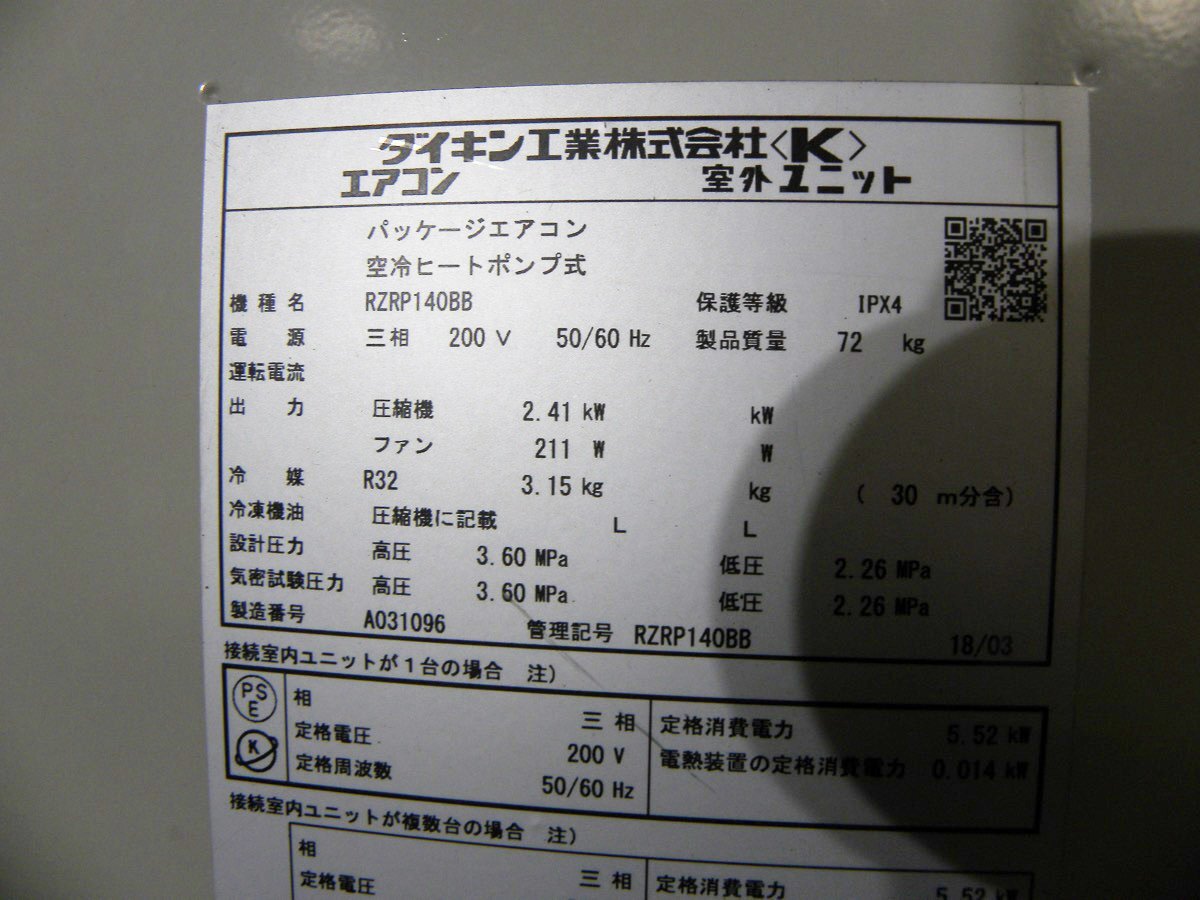 ダイキン工業株式会社〈K〉
エアコン 室外ユニット
パッケージエアコン
空冷ヒートポンプ式
機種名 RZRP140BB 保護等級 IPX4
電源 三相 200 V 50/60 Hz 製品質量 72 kg
運転電流
出力 圧縮機 2.41 kW kW
ファン 211 W W
冷媒 R32 3.15 kg kg ( 30 m分含)
冷凍機油 圧縮機に記載 L L
設計圧力 高圧 3.60 MPa 低圧 2.26 MPa
気密試験圧力 高圧 3.60 MPa 低圧 2.26 MPa
製造番号 A031096 管理記号 RZRP140BB 18/03
接続室内ユニットが1台の場合 注)
PS E K
相 三相 定格消費電力 5.52 kW
定格電圧 200 V 電熱装置の定格消費電力 0.014 kW
定格周波数 50/60 Hz
接続室内ユニットが複数台の場合 注)
相
定格電圧 三相 定格消費電力 5.52 kW